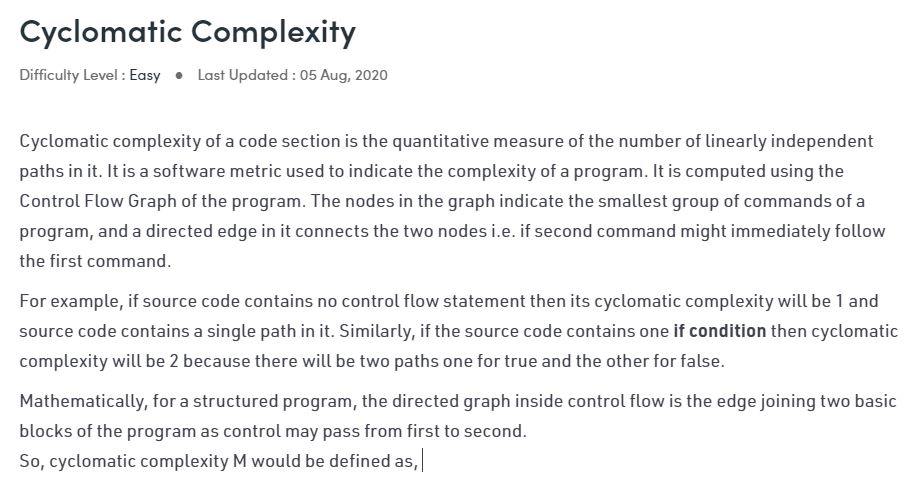 Cyclomatic Complexity
Difficulty Level : Easy ● Last Updated : 05 Aug, 2020
Cyclomatic complexity of a code section is the quantitative measure of the number of linearly independent
paths in it. It is a software metric used to indicate the complexity of a program. It is computed using the
Control Flow Graph of the program. The nodes in the graph indicate the smallest group of commands of a
program, and a directed edge in it connects the two nodes i.e. if second command might immediately follow
the first command.
For example, if source code contains no control flow statement then its cyclomatic complexity will be 1 and
source code contains a single path in it. Similarly, if the source code contains one if condition then cyclomatic
complexity will be 2 because there will be two paths one for true and the other for false.
Mathematically, for a structured program, the directed graph inside control flow is the edge joining two basic
blocks of the program as control may pass from first to second.
So, cyclomatic complexity M would be defined as,